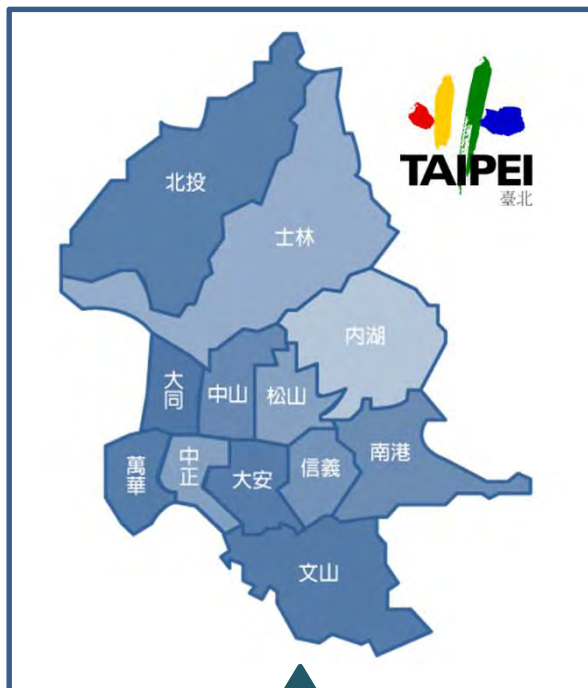 TAIPEI
臺北
北投
士林
內湖
大同
中山
松山
萬華
中正
大安
信義
南港
文山